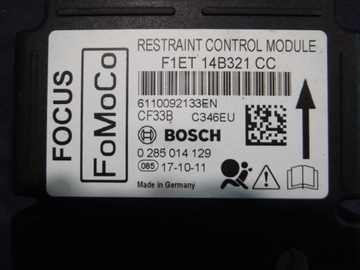 RESTRAINT CONTROL MODULE
F1ET 14B321 CC
FOCUS
FoMoCo
6110092133EN
CF33B C346EU
BOSCH
0 285 014 129
085 17-10-11
Made in Germany